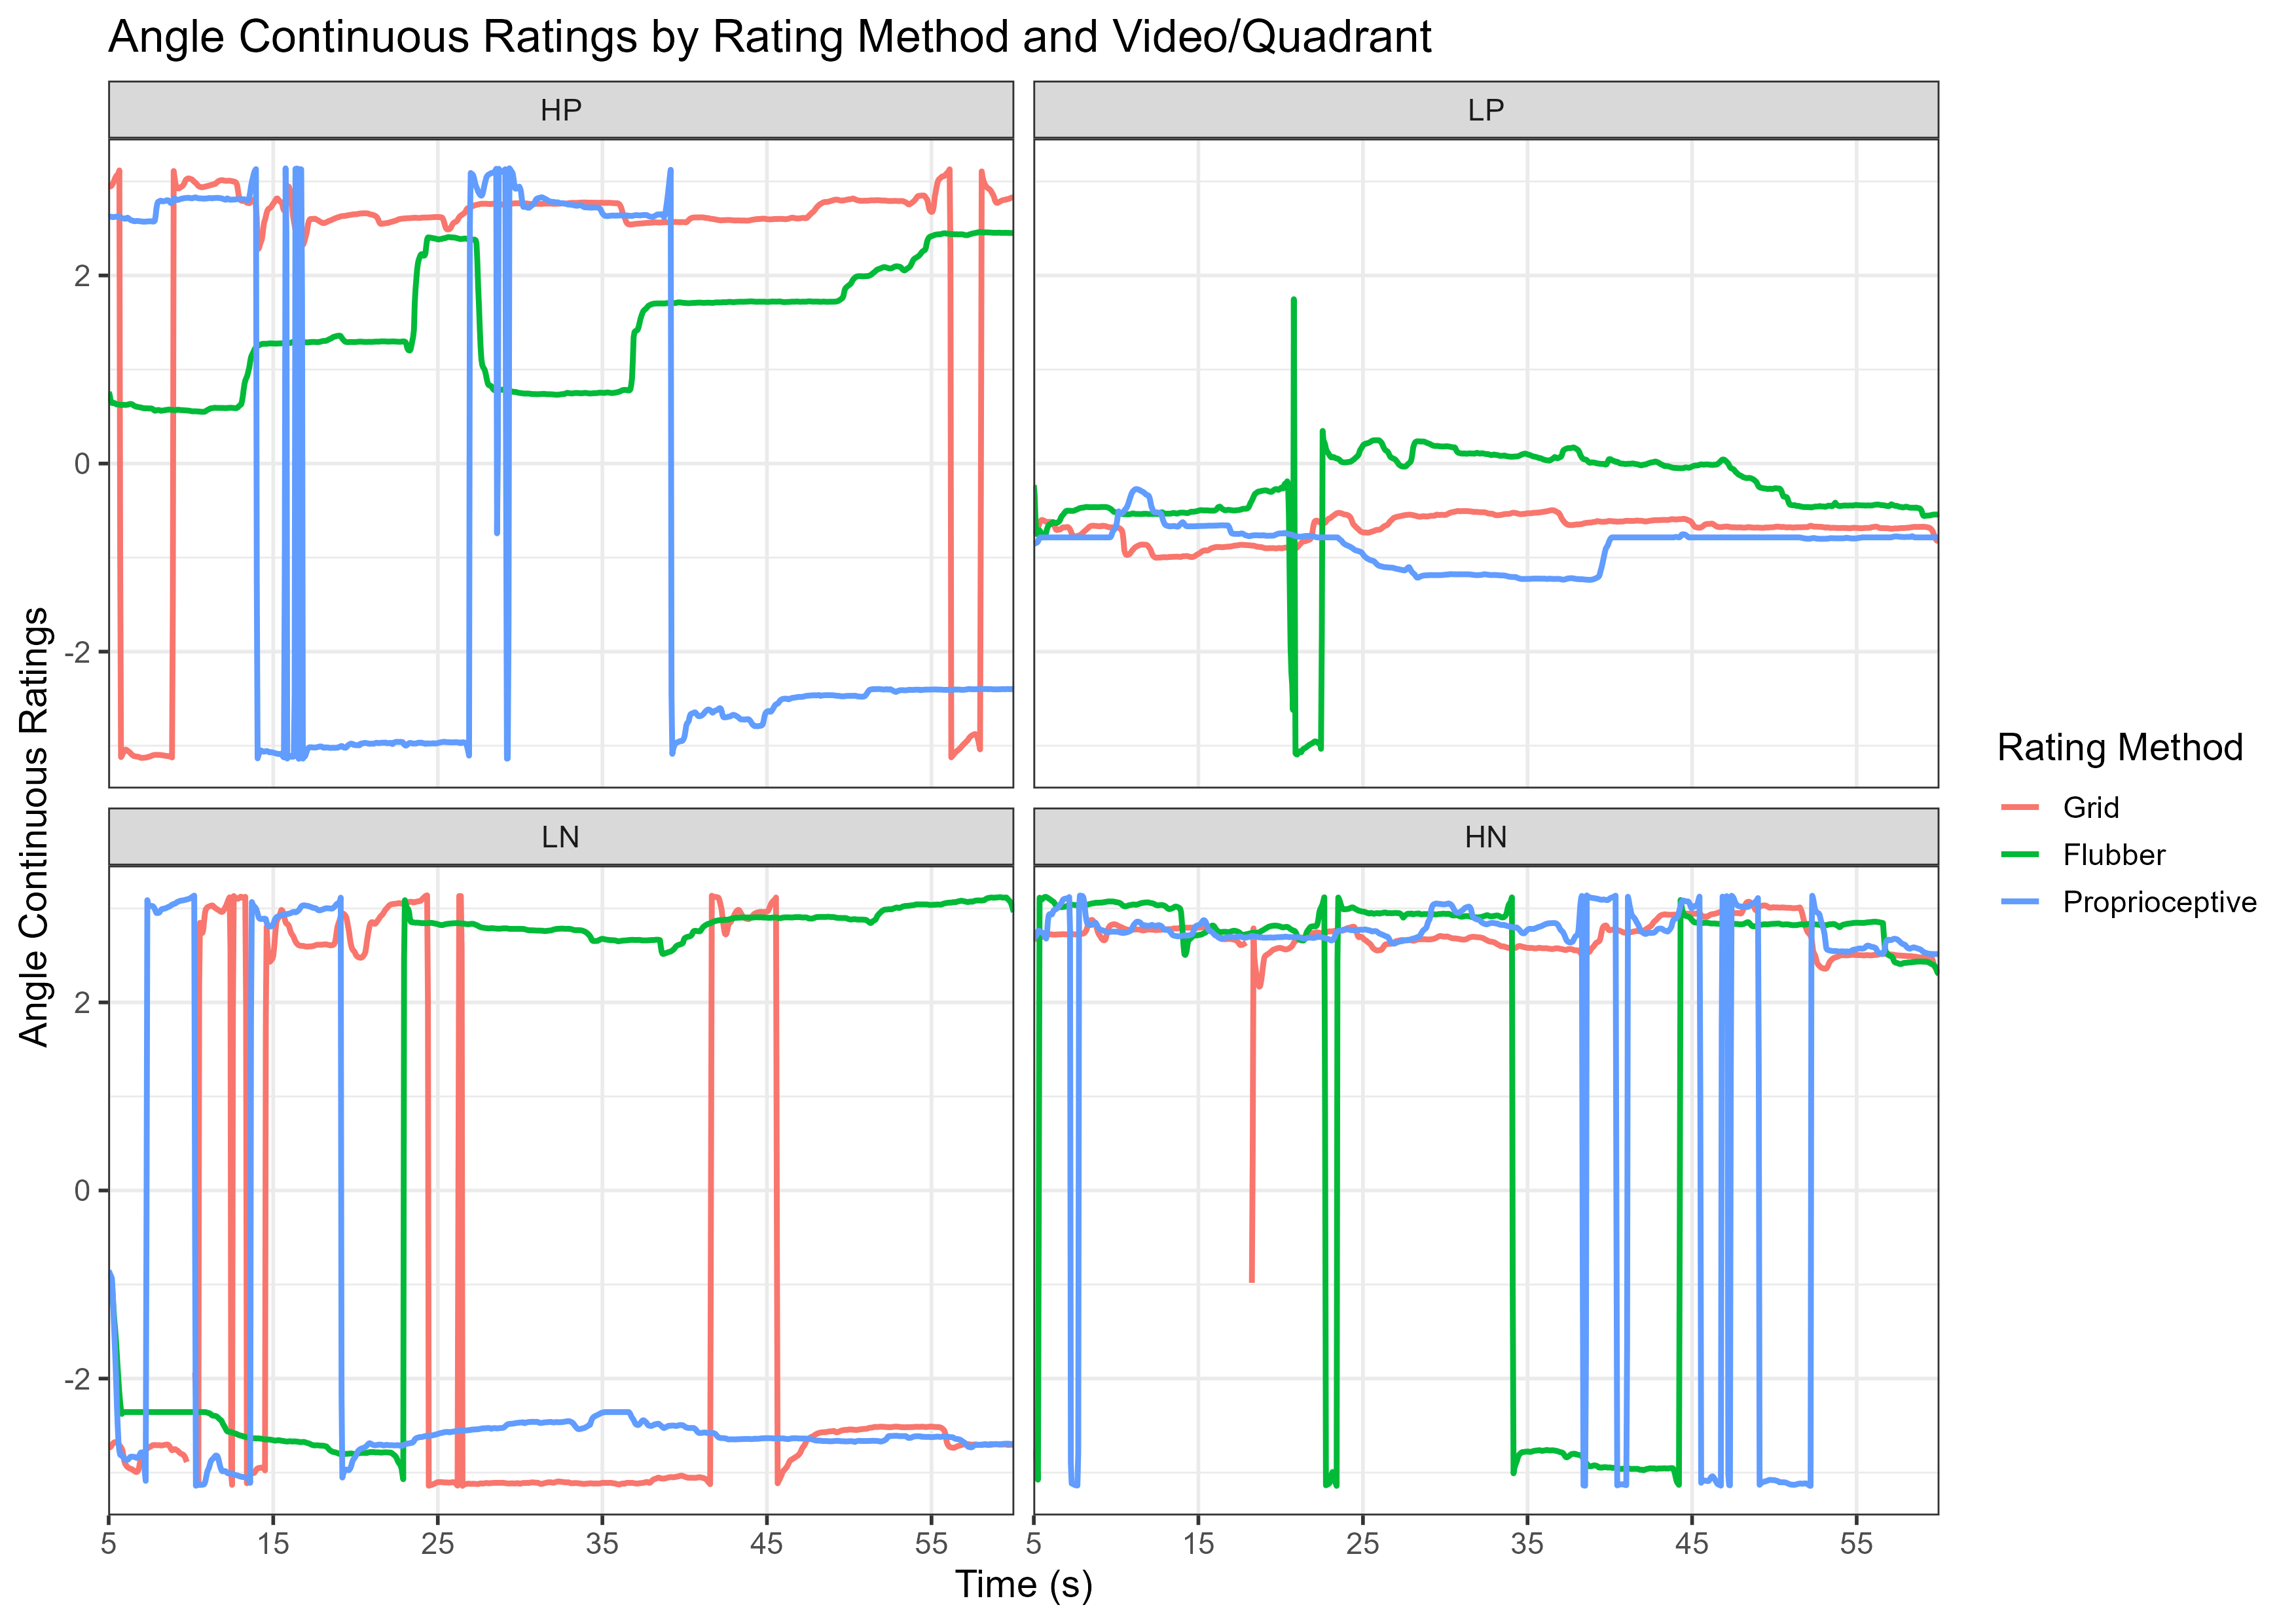 Angle Continuous Ratings by Rating Method and Video/Quadrant
HP
LP
2
0
-2
LN
HN
2
0
-2
5
15
25
35
45
55
5
15
25
35
45
55
Time (s)
Angle Continuous Ratings
Rating Method
Grid
Flubber
Proprioceptive